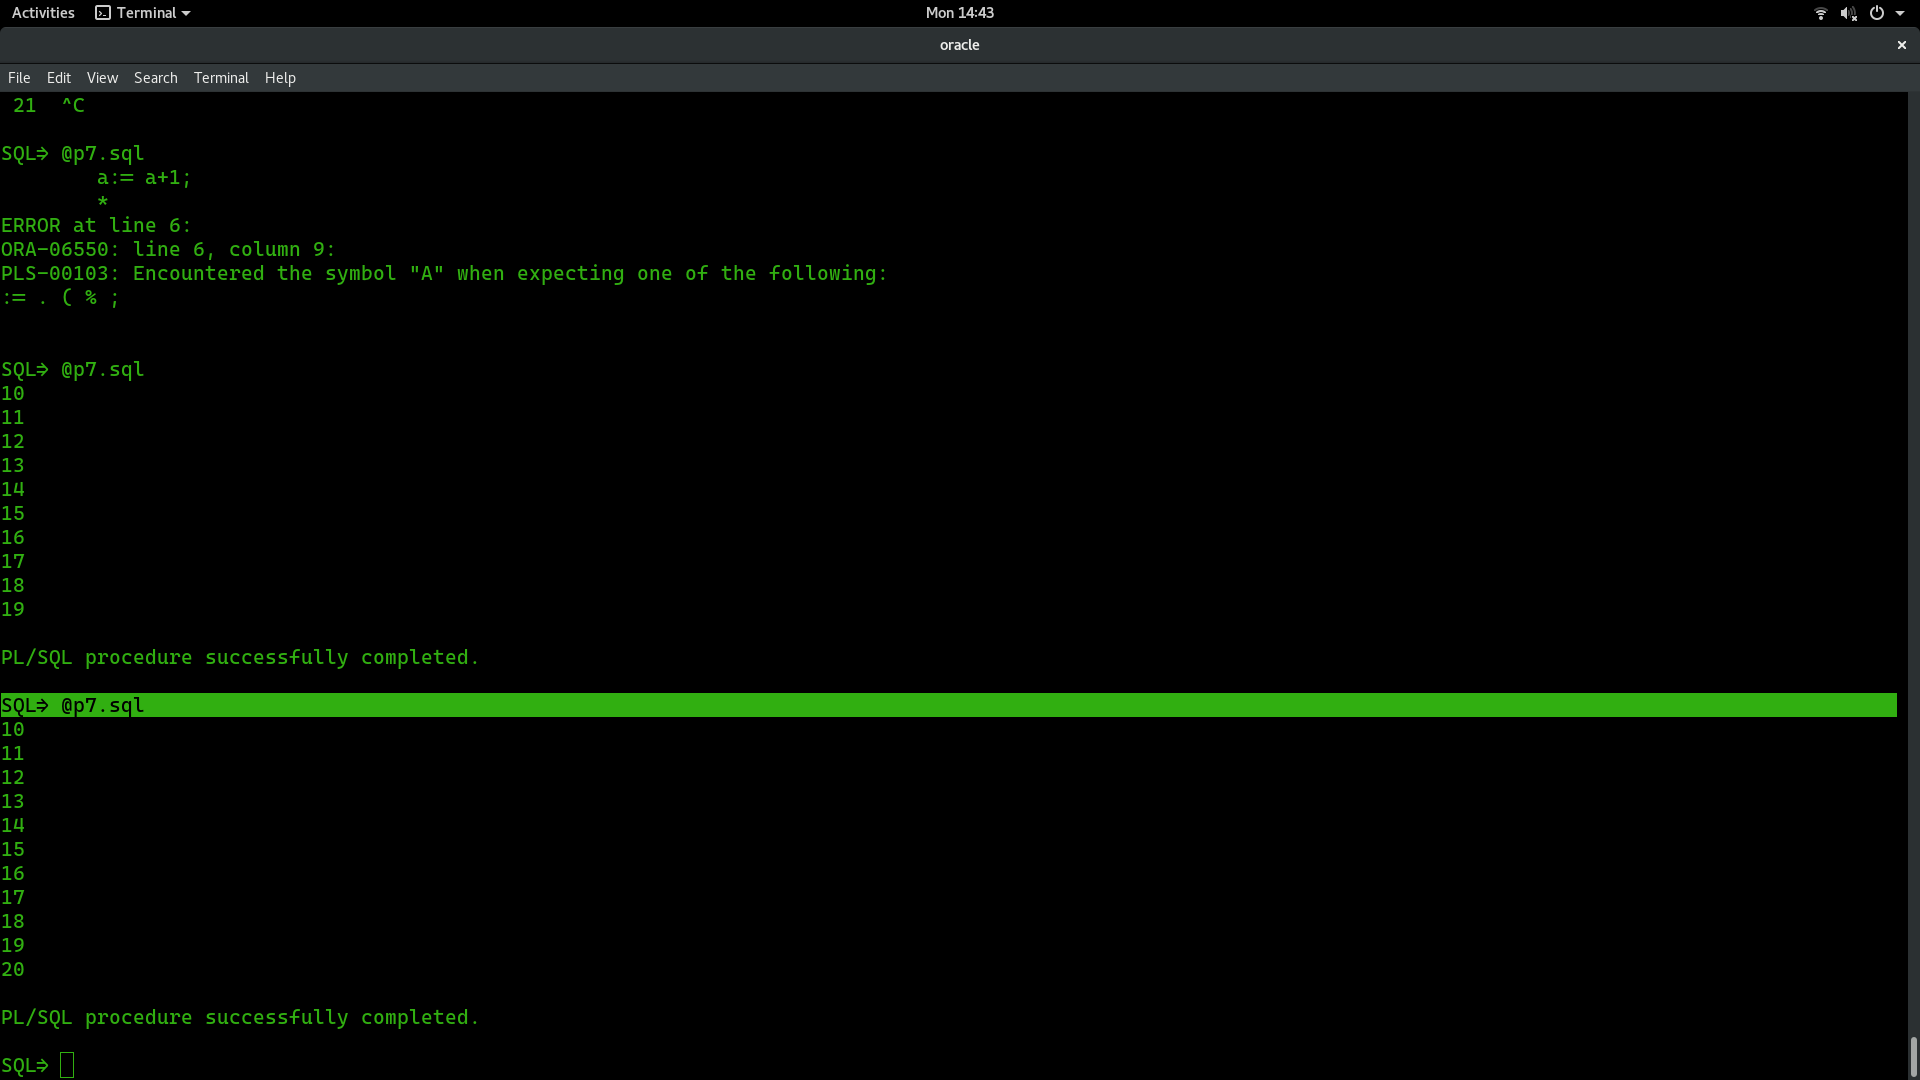 Activities Terminal Mon 14:43
oracle
File Edit View Search Terminal Help
21 ^C
SQL> @p7.sql
a:= a+1;
*
ERROR at line 6:
ORA-06550: line 6, column 9:
PLS-00103: Encountered the symbol "A" when expecting one of the following:
:= . ( % ;
SQL> @p7.sql
10
11
12
13
14
15
16
17
18
19
PL/SQL procedure successfully completed.
SQL> @p7.sql
10
11
12
13
14
15
16
17
18
19
20
PL/SQL procedure successfully completed.
SQL>